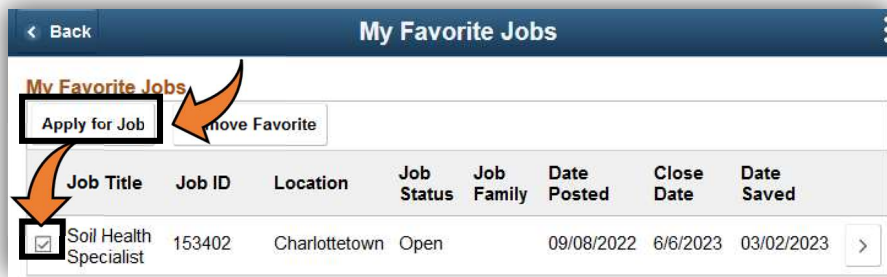 Back
My Favorite Jobs
My Favorite Jobs
Apply for Job
move Favorite
Job Title Job ID Location Job Status Job Family Date Posted Close Date Date Saved
Soil Health Specialist 153402 Charlottetown Open 09/08/2022 6/6/2023 03/02/2023